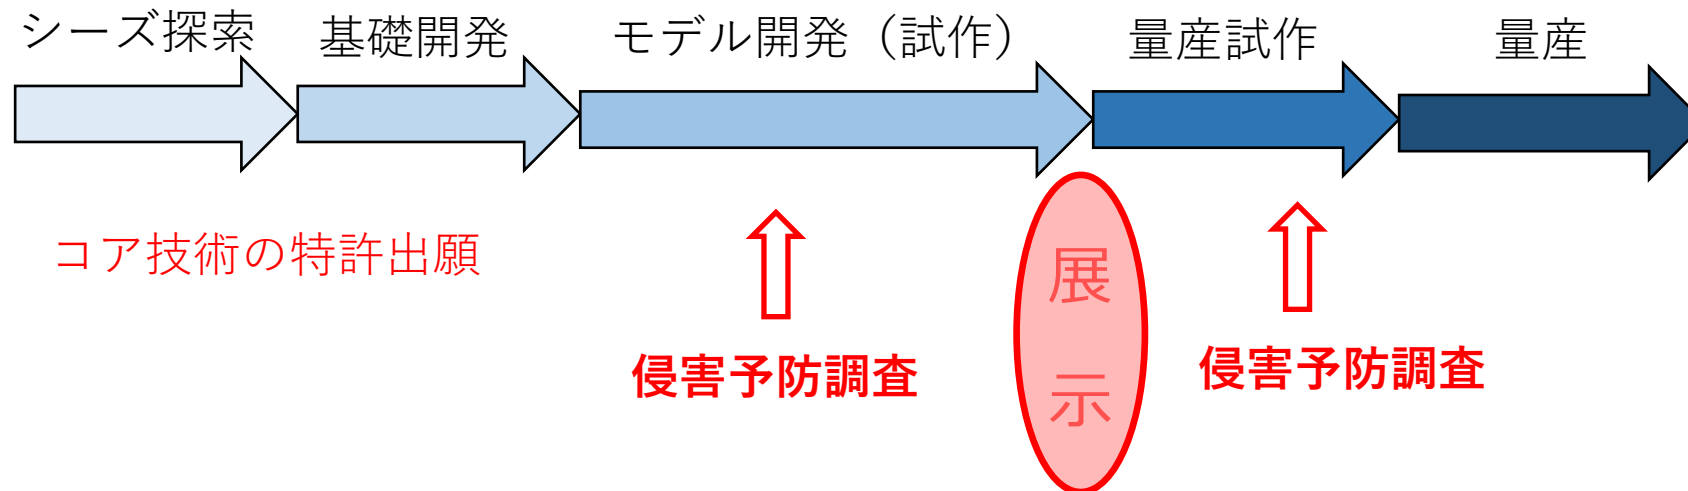 シーズ探索
基礎開発
モデル開発（試作）
量産試作
量産
コア技術の特許出願
侵害予防調査
展示
侵害予防調査